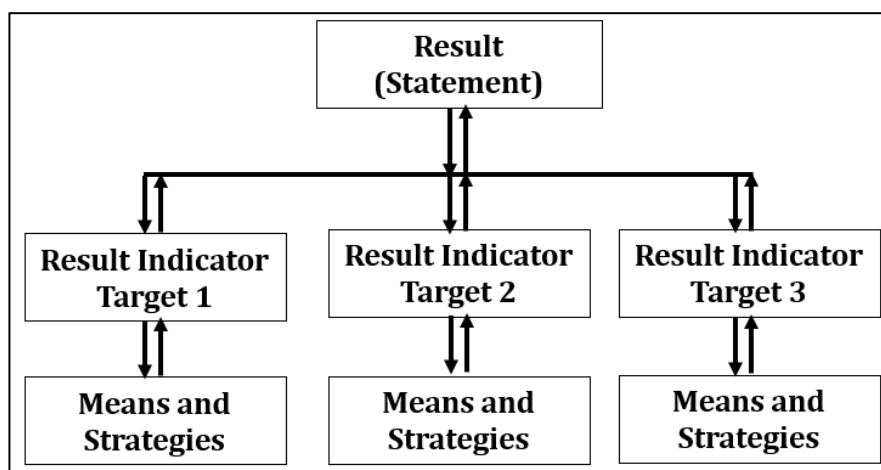 Result
(Statement)
Result Indicator
Target 1
Result Indicator
Target 2
Result Indicator
Target 3
Means and
Strategies
Means and
Strategies
Means and
Strategies